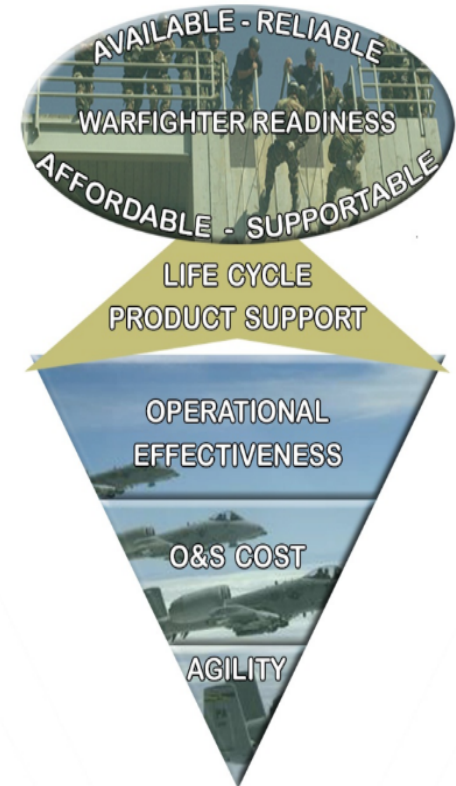 AVAILABLE - RELIABLE
WARFIGHTER READINESS
AFFORDABLE - SUPPORTABLE
LIFE CYCLE
PRODUCT SUPPORT
OPERATIONAL
EFFECTIVENESS
O&S COST
AGILITY